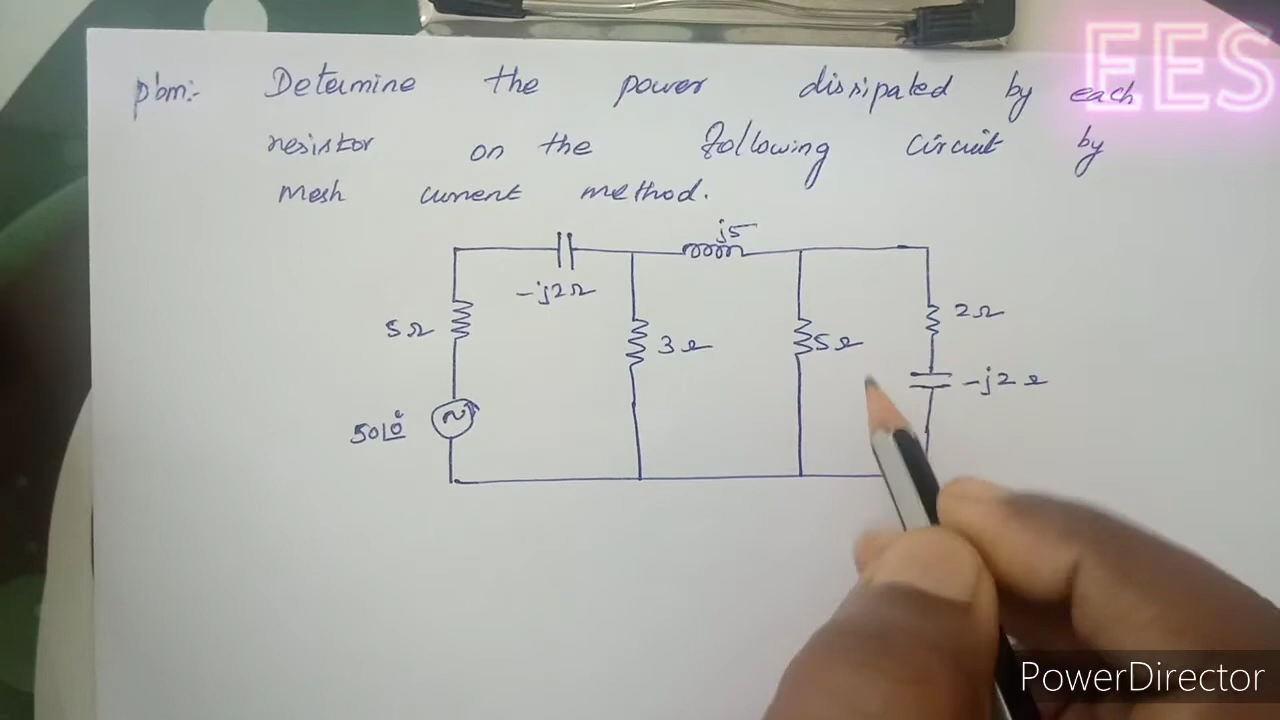 p'bm:- Determine the power dissipated by each
resistor on the following circuit by
mesh current method.
j5
-j2Ω
5Ω
3Ω
5Ω
2Ω
-j2Ω
50∠0°
EES
PowerDirector